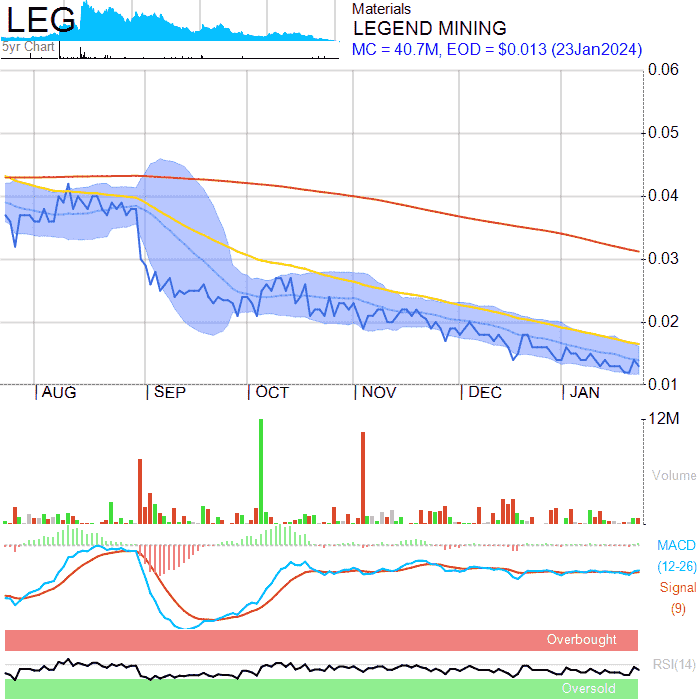 LEG
5yr Chart
Materials
LEGEND MINING
MC = 40.7M, EOD = $0.013 (23Jan2024)
0.06
0.05
0.04
0.03
0.02
0.01
AUG SEP OCT NOV DEC JAN
12M
Volume
MACD
(12-26)
Signal
(9)
Overbought
RSI(14)
Oversold